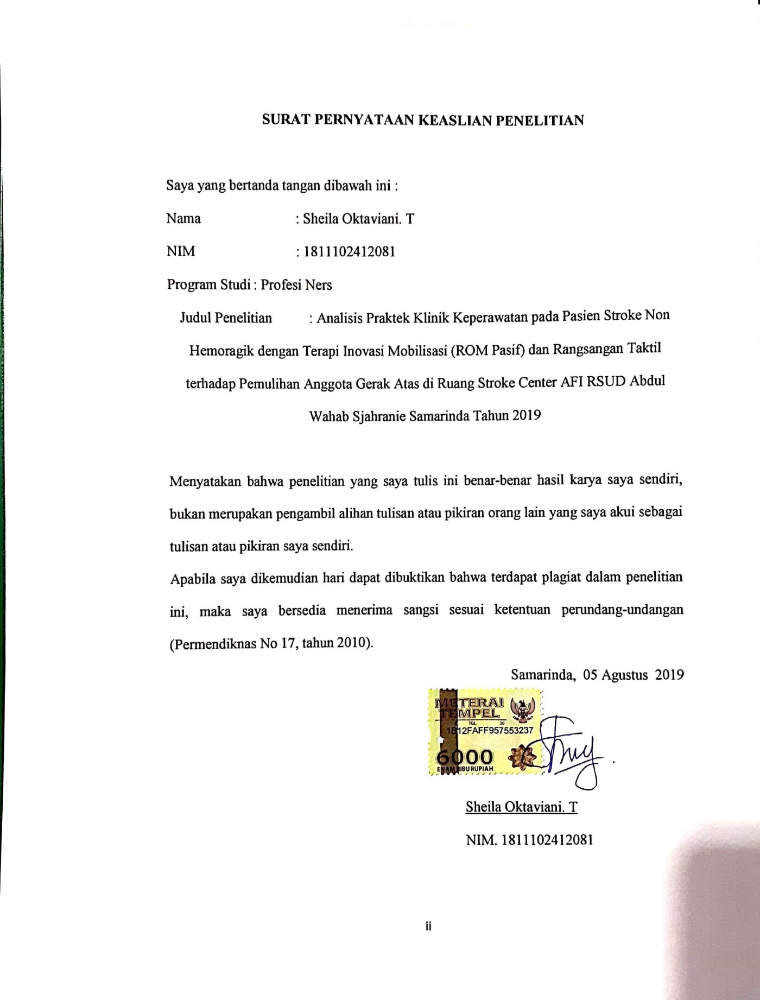 SURAT PERNYATAAN KEASLIAN PENELITIAN
Saya yang bertanda tangan dibawah ini :
Nama : Sheila Oktaviani. T
NIM : 1811102412081
Program Studi : Profesi Ners
Judul Penelitian : Analisis Praktek Klinik Keperawatan pada Pasien Stroke Non
Hemoragik dengan Terapi Inovasi Mobilisasi (ROM Pasif) dan Rangsangan Taktil
terhadap Pemulihan Anggota Gerak Atas di Ruang Stroke Center AFI RSUD Abdul
Wahab Sjahranie Samarinda Tahun 2019
Menyatakan bahwa penelitian yang saya tulis ini benar-benar hasil karya saya sendiri,
bukan merupakan pengambil alihan tulisan atau pikiran orang lain yang saya akui sebagai
tulisan atau pikiran saya sendiri.
Apabila saya dikemudian hari dapat dibuktikan bahwa terdapat plagiat dalam penelitian
ini, maka saya bersedia menerima sangsi sesuai ketentuan perundang-undangan
(Permendiknas No 17, tahun 2010).
Samarinda, 05 Agustus 2019
METERAI
TEMPEL
TGL. 20
1B12FAFF957553237
6000
ENAM RIBU RUPIAH
Sheila Oktaviani. T
NIM. 1811102412081
ii